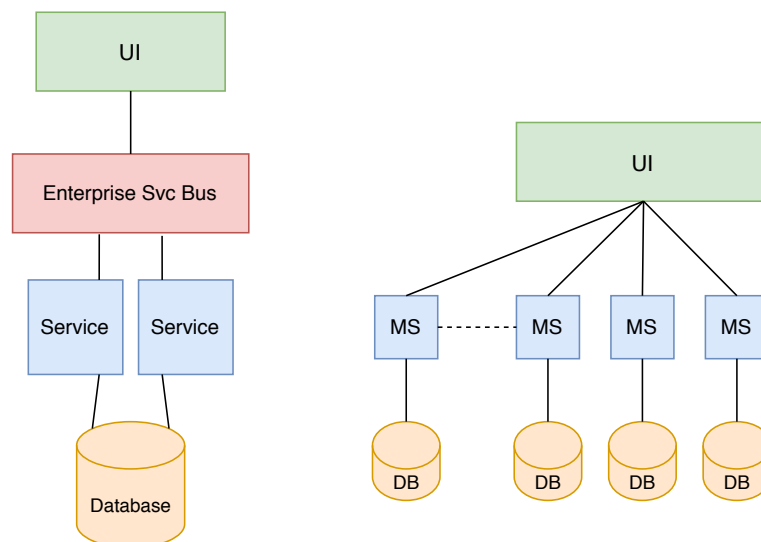 UI
Enterprise Svc Bus
Service
Service
Database
UI
MS
MS
MS
MS
DB
DB
DB
DB